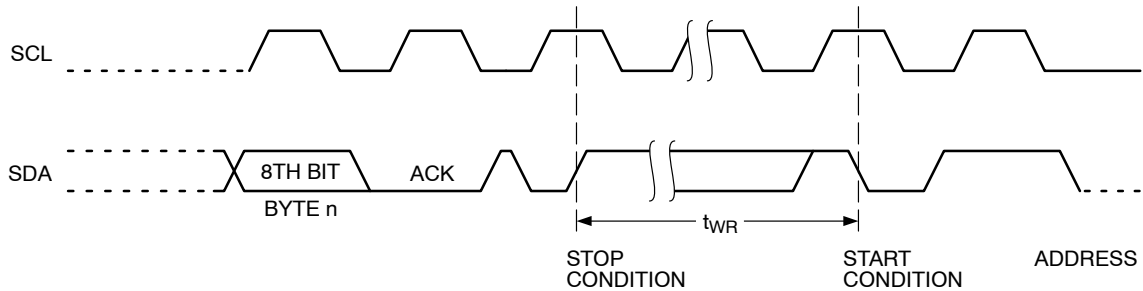 SCL
SDA
8TH BIT
ACK
BYTE n
tWR
STOP
CONDITION
START
CONDITION
ADDRESS